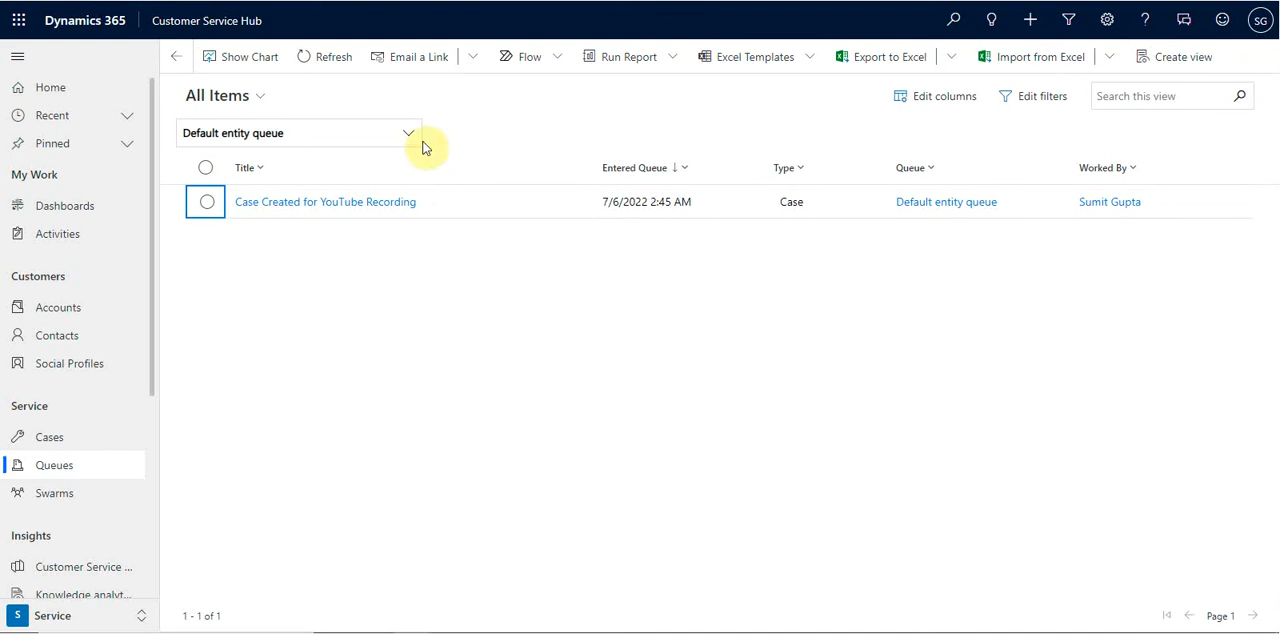 Dynamics 365 Customer Service Hub SG
Show Chart Refresh Email a Link Flow Run Report Excel Templates Export to Excel Import from Excel Create view
Home
Recent
Pinned
My Work
Dashboards
Activities
Customers
Accounts
Contacts
Social Profiles
Service
Cases
Queues
Swarms
Insights
Customer Service ...
Knowledge analyt...
S Service
All Items
Edit columns Edit filters Search this view
Default entity queue
Title Entered Queue ↓ Type Queue Worked By
Case Created for YouTube Recording 7/6/2022 2:45 AM Case Default entity queue Sumit Gupta
1 - 1 of 1 Page 1